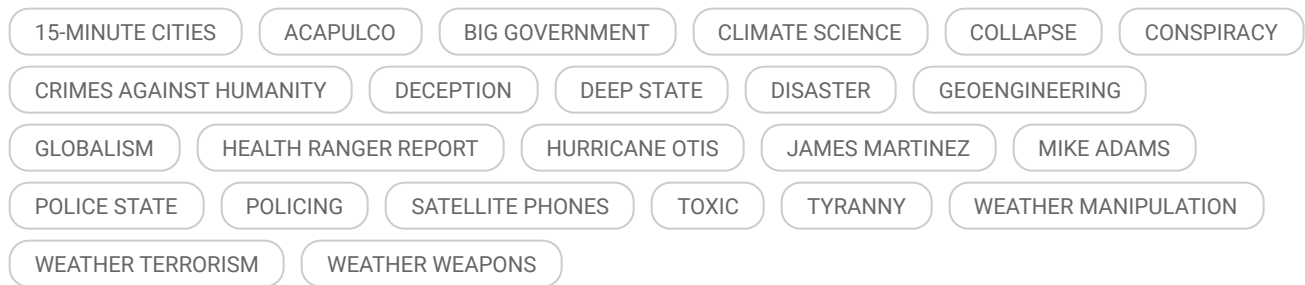 15-MINUTE CITIES ACAPULCO BIG GOVERNMENT CLIMATE SCIENCE COLLAPSE CONSPIRACY
CRIMES AGAINST HUMANITY DECEPTION DEEP STATE DISASTER GEOENGINEERING
GLOBALISM HEALTH RANGER REPORT HURRICANE OTIS JAMES MARTINEZ MIKE ADAMS
POLICE STATE POLICING SATELLITE PHONES TOXIC TYRANNY WEATHER MANIPULATION
WEATHER TERRORISM WEATHER WEAPONS